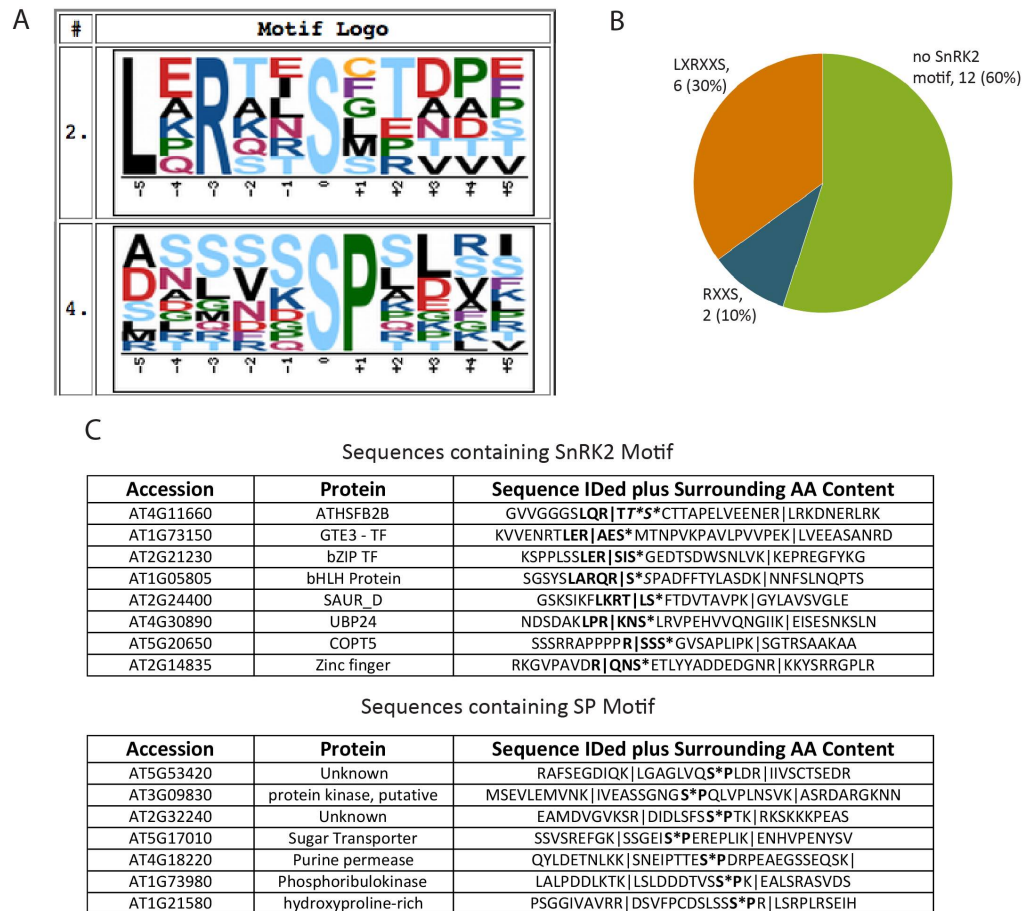 A
# Motif Logo
2.
-5 -4 -3 -2 -1 0 +1 +2 +3 +4 +5
4.
-5 -4 -3 -2 -1 0 +1 +2 +3 +4 +5
B
LXRXXS,
6 (30%)
no SnRK2
motif, 12 (60%)
RXXS,
2 (10%)
C
Sequences containing SnRK2 Motif
Accession Protein Sequence IDed plus Surrounding AA Content
AT4G11660 ATHSFB2B GVVGGGSLQR|TT*S*CTTAPELVEENER|LRKDNERLRK
AT1G73150 GTE3 - TF KVVENRTLER|AES*MTNPVKPAVLPVVPEK|LVEEASANRD
AT2G21230 bZIP TF KSPPLSSLER|SIS*GEDTSDWSNLVK|KEPREGFYKG
AT1G05805 bHLH Protein SGSYSLARQR|S*SPADFFTYLASDK|NNFSLNQPTS
AT2G24400 SAUR_D GSKSIKFLKRT|LS*FTDVTAVPK|GYLAVSVGLE
AT4G30890 UBP24 NDSDAKLPR|KNS*LRVPEHVVQNGIIK|EISESNKSLN
AT5G20650 COPT5 SSSRRAPPPPR|SSS*GVSAPLIPK|SGTRSAAKAA
AT2G14835 Zinc finger RKGVPAVDR|QNS*ETLYYADDEDGNR|KKYSRRGPLR
Sequences containing SP Motif
Accession Protein Sequence IDed plus Surrounding AA Content
AT5G53420 Unknown RAFSEGDIQK|LGAGLVQS*PLDR|IIVSCTSEDR
AT3G09830 protein kinase, putative MSEVLEMVNK|IVEASSGNGS*PQLVPLNSVK|ASRDARGKNN
AT2G32240 Unknown EAMDVGVKSR|DIDLSFSS*PTK|RKSKKKPEAS
AT5G17010 Sugar Transporter SSVSREFGK|SSGEIS*PEREPLIK|ENHVPENYSV
AT4G18220 Purine permease QYLDETNLKK|SNEIPTTES*PDRPEAEGSSEQSK|
AT1G73980 Phosphoribulokinase LALPDDLKTK|LSLDDDTVSS*PK|EALSRASVDS
AT1G21580 hydroxyproline-rich PSGGIVAVRR|DSVFPCDSLSSS*PR|LSRPLRSEIH